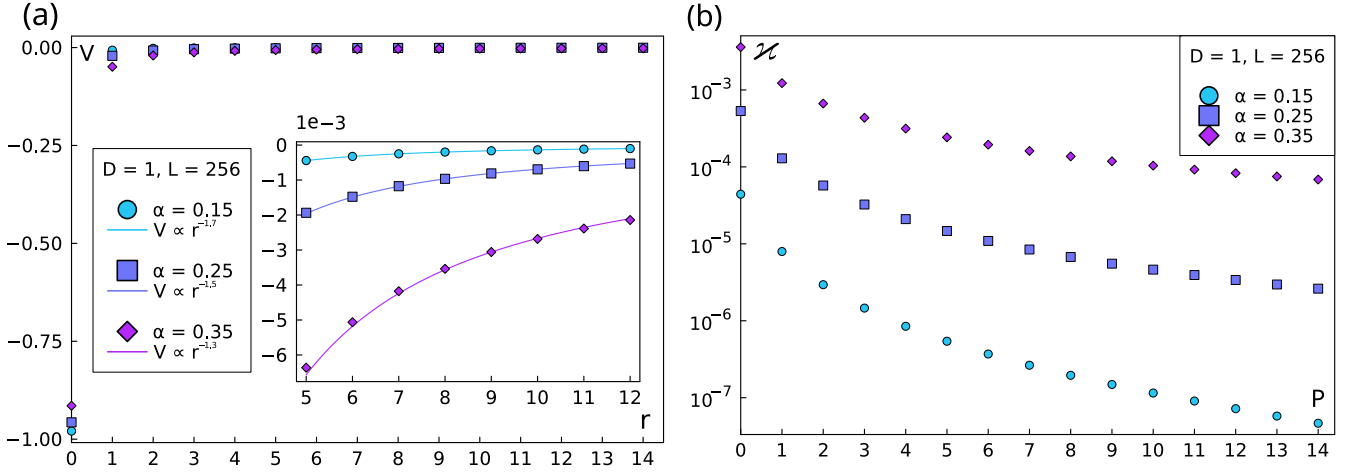 (a)
V
0.00
−0.25
−0.50
−0.75
−1.00
D = 1, L = 256
α = 0.15
V ∝ r⁻¹·⁷
α = 0.25
V ∝ r⁻¹·⁵
α = 0.35
V ∝ r⁻¹·³
1e−3
0
−1
−2
−3
−4
−5
−6
5 6 7 8 9 10 11 12
r
0 1 2 3 4 5 6 7 8 9 10 11 12 13 14
(b)
ϰ
10⁻³
10⁻⁴
10⁻⁵
10⁻⁶
10⁻⁷
D = 1, L = 256
α = 0.15
α = 0.25
α = 0.35
P
0 1 2 3 4 5 6 7 8 9 10 11 12 13 14